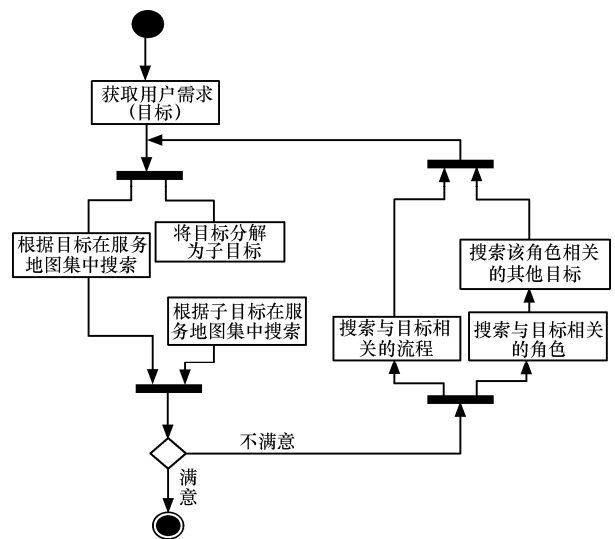 获取用户需求
(目标)
根据目标在服务
地图集中搜索
将目标分解
为子目标
根据子目标在服
务地图集中搜索
搜索该角色相关
的其他目标
搜索与目标相
关的流程
搜索与目标相关
的角色
不满意
满
意